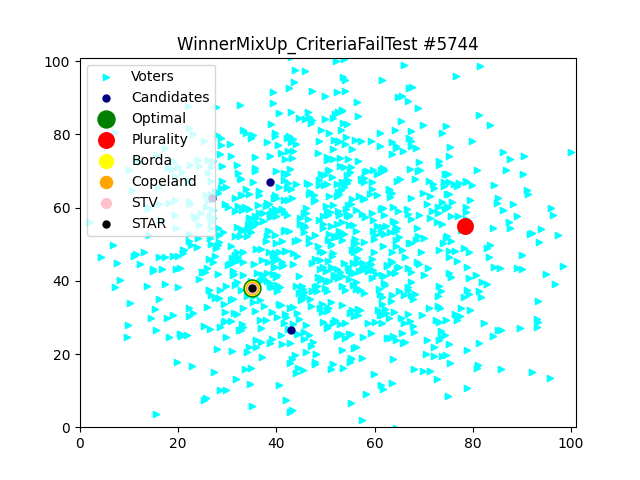 WinnerMixUp_CriteriaFailTest #5744
100
80
60
40
20
0
Voters
Candidates
Optimal
Plurality
Borda
Copeland
STV
STAR
0 20 40 60 80 100